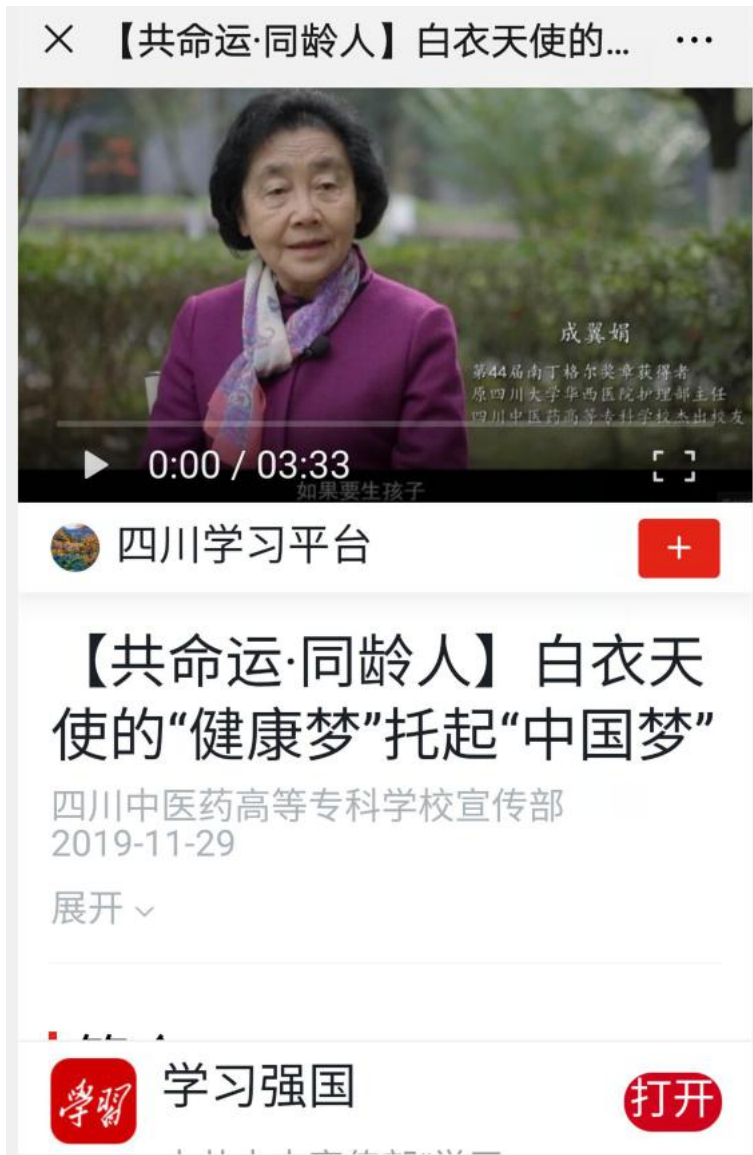 【共命运·同龄人】白衣天使的...
成翼娟
第44届南丁格尔奖章获得者
原四川大学华西医院护理部主任
四川中医药高等专科学校杰出校友
0:00 / 03:33
如果要生孩子
四川学习平台
+
【共命运·同龄人】白衣天
使的“健康梦”托起“中国梦”
四川中医药高等专科学校宣传部
2019-11-29
展开
學習
学习强国
打开